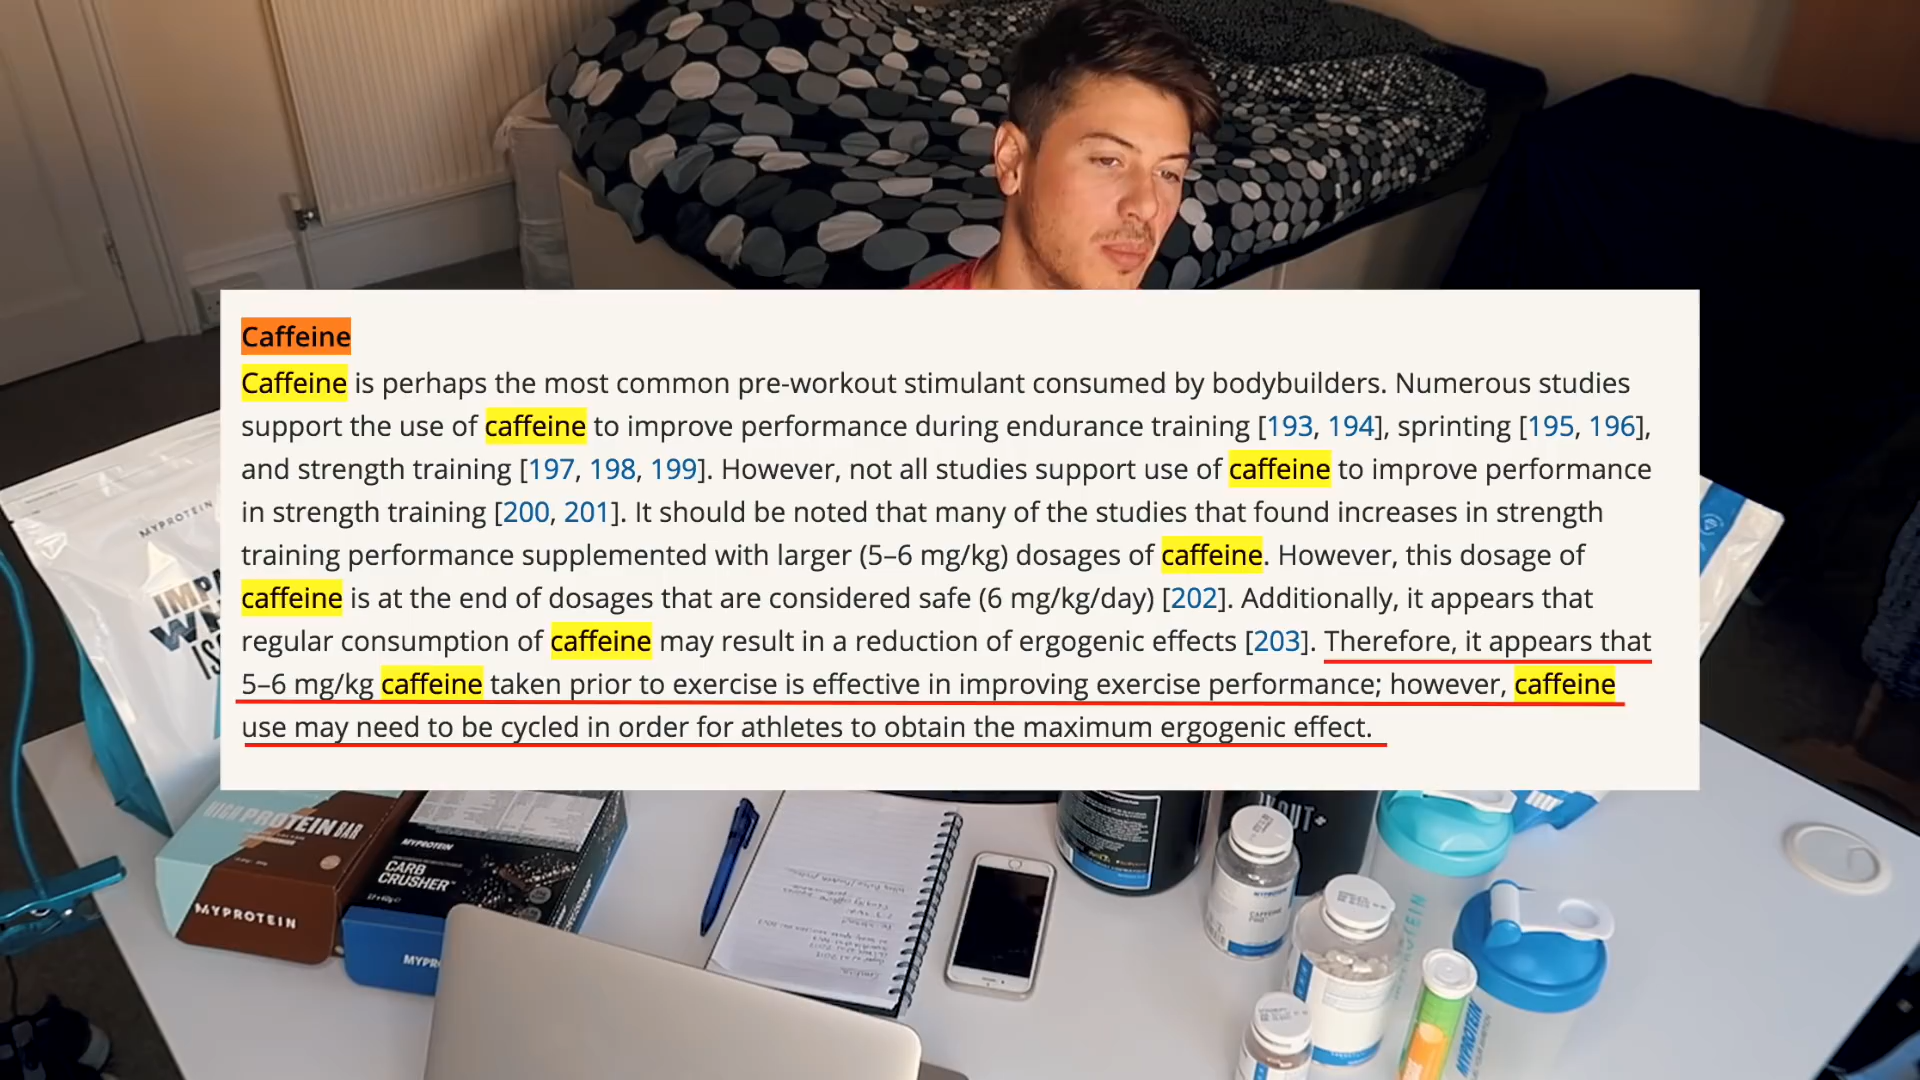 Caffeine
Caffeine is perhaps the most common pre-workout stimulant consumed by bodybuilders. Numerous studies
support the use of caffeine to improve performance during endurance training [193, 194], sprinting [195, 196],
and strength training [197, 198, 199]. However, not all studies support use of caffeine to improve performance
in strength training [200, 201]. It should be noted that many of the studies that found increases in strength
training performance supplemented with larger (5–6 mg/kg) dosages of caffeine. However, this dosage of
caffeine is at the end of dosages that are considered safe (6 mg/kg/day) [202]. Additionally, it appears that
regular consumption of caffeine may result in a reduction of ergogenic effects [203]. Therefore, it appears that
5–6 mg/kg caffeine taken prior to exercise is effective in improving exercise performance; however, caffeine
use may need to be cycled in order for athletes to obtain the maximum ergogenic effect.
MYPROTEIN
HIGH PROTEIN BAR
MYPROTEIN
MYPROTEIN
CARB
CRUSHER
MYPR
MYPROTEIN
CAFFEINE
MYPROTEIN